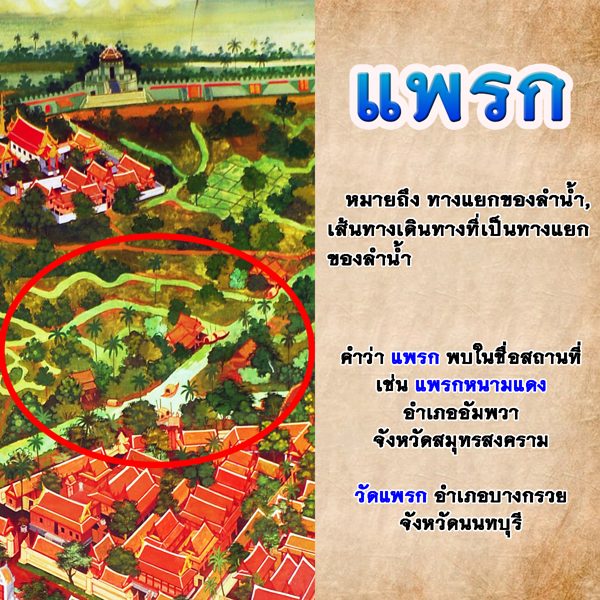 แพรก
หมายถึง ทางแยกของลำน้ำ,
เส้นทางเดินทางที่เป็นทางแยก
ของลำน้ำ
คำว่า แพรก พบในชื่อสถานที่
เช่น แพรกหนามแดง
อำเภออัมพวา
จังหวัดสมุทรสงคราม
วัดแพรก อำเภอบางกรวย
จังหวัดนนทบุรี